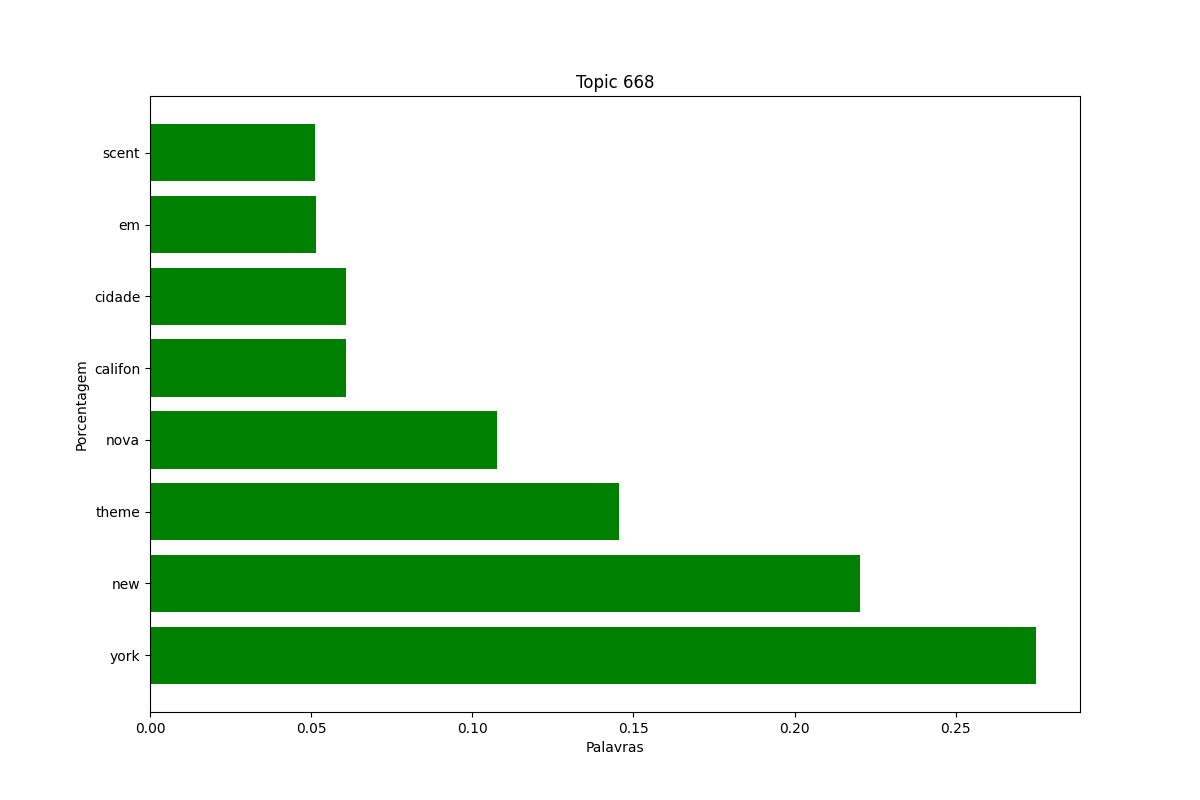 Topic 668
scent
em
cidade
califon
nova
theme
new
york
Porcentagem
0.00 0.05 0.10 0.15 0.20 0.25
Palavras